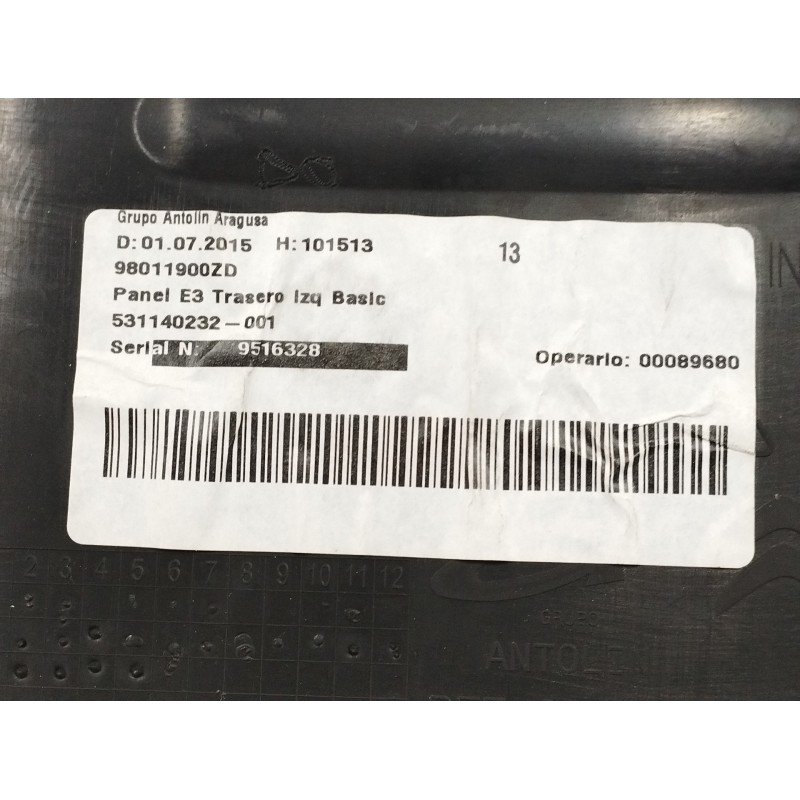 Grupo Antolin Aragusa
D: 01.07.2015 H: 101513
13
98011900ZD
Panel E3 Trasero Izq Basic
531140232-001
Serial N: 9516328
Operario: 00089680
IN
2 3 4 5 6 7 8 9 10 11 12
GRUPO